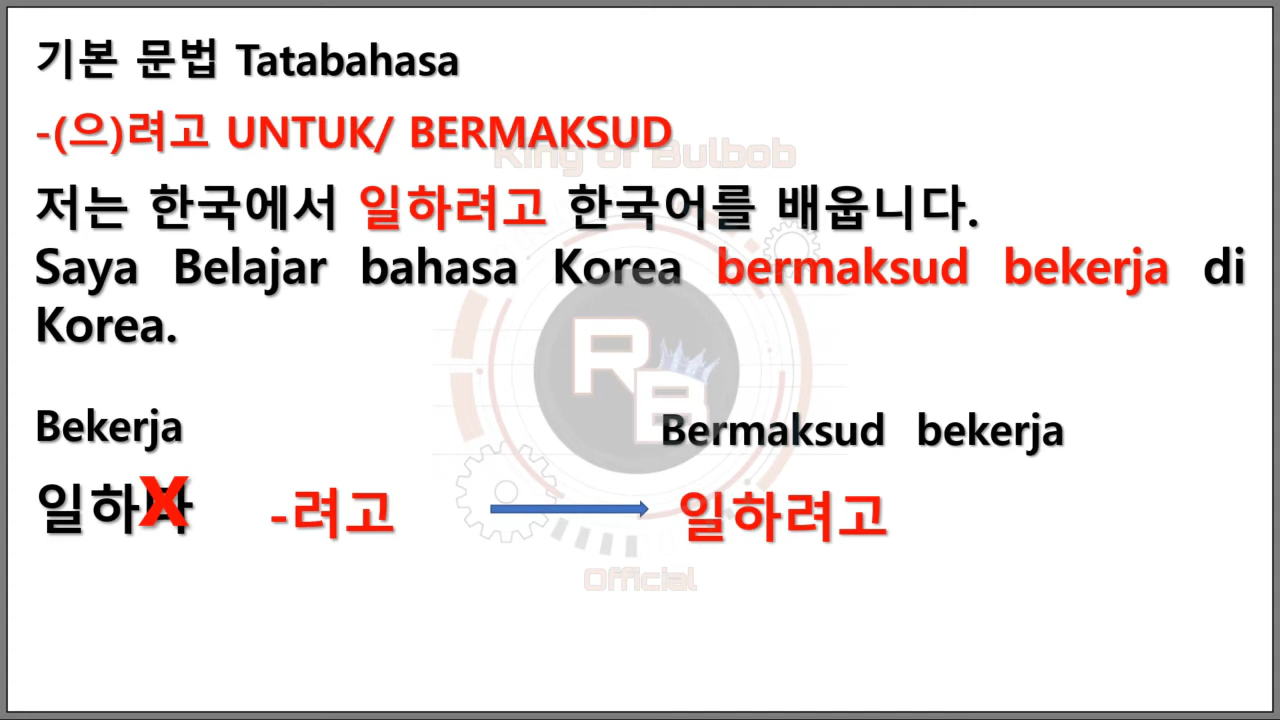 기본 문법 Tatabahasa
-(으)려고 UNTUK/ BERMAKSUD
King of Bulbob
저는 한국에서 일하려고 한국어를 배웁니다.
Saya Belajar bahasa Korea bermaksud bekerja di
Korea.
RB
Bekerja
Bermaksud bekerja
일하다 X -려고 일하려고
Official